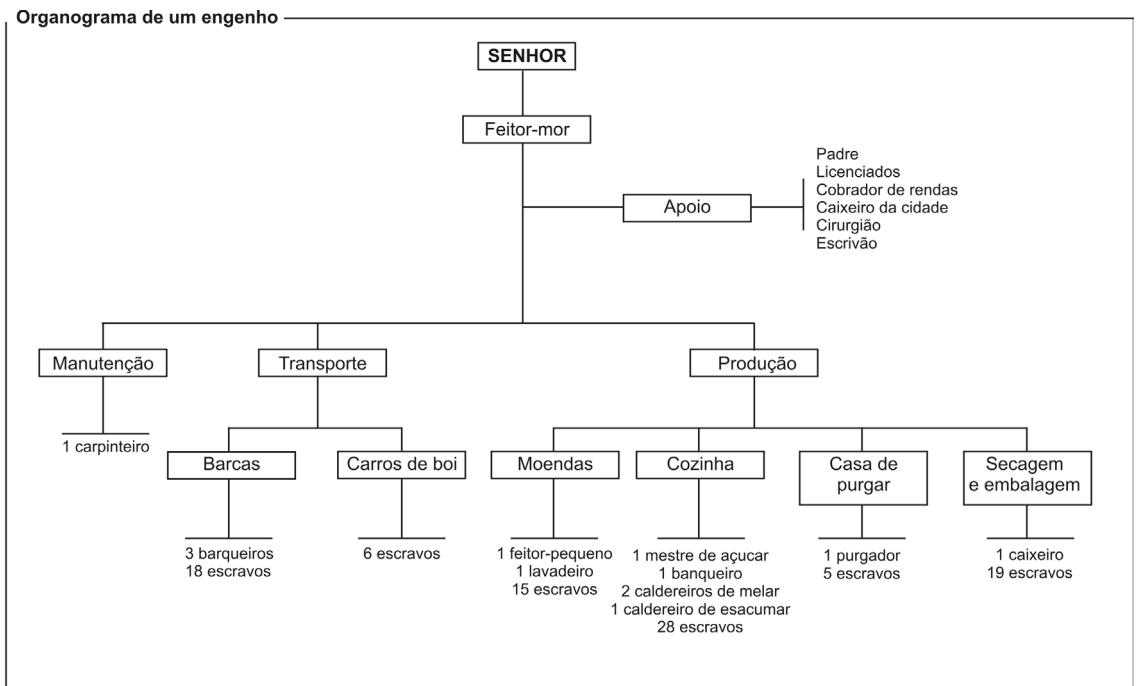 Organograma de um engenho
SENHOR
Feitor-mor
Apoio
Padre
Licenciados
Cobrador de rendas
Caixeiro da cidade
Cirurgião
Escrivão
Manutenção
1 carpinteiro
Transporte
Barcas
3 barqueiros
18 escravos
Carros de boi
6 escravos
Produção
Moendas
1 feitor-pequeno
1 lavadeiro
15 escravos
Cozinha
1 mestre de açucar
1 banqueiro
2 caldereiros de melar
1 caldereiro de esacumar
28 escravos
Casa de
purgar
1 purgador
5 escravos
Secagem
e embalagem
1 caixeiro
19 escravos